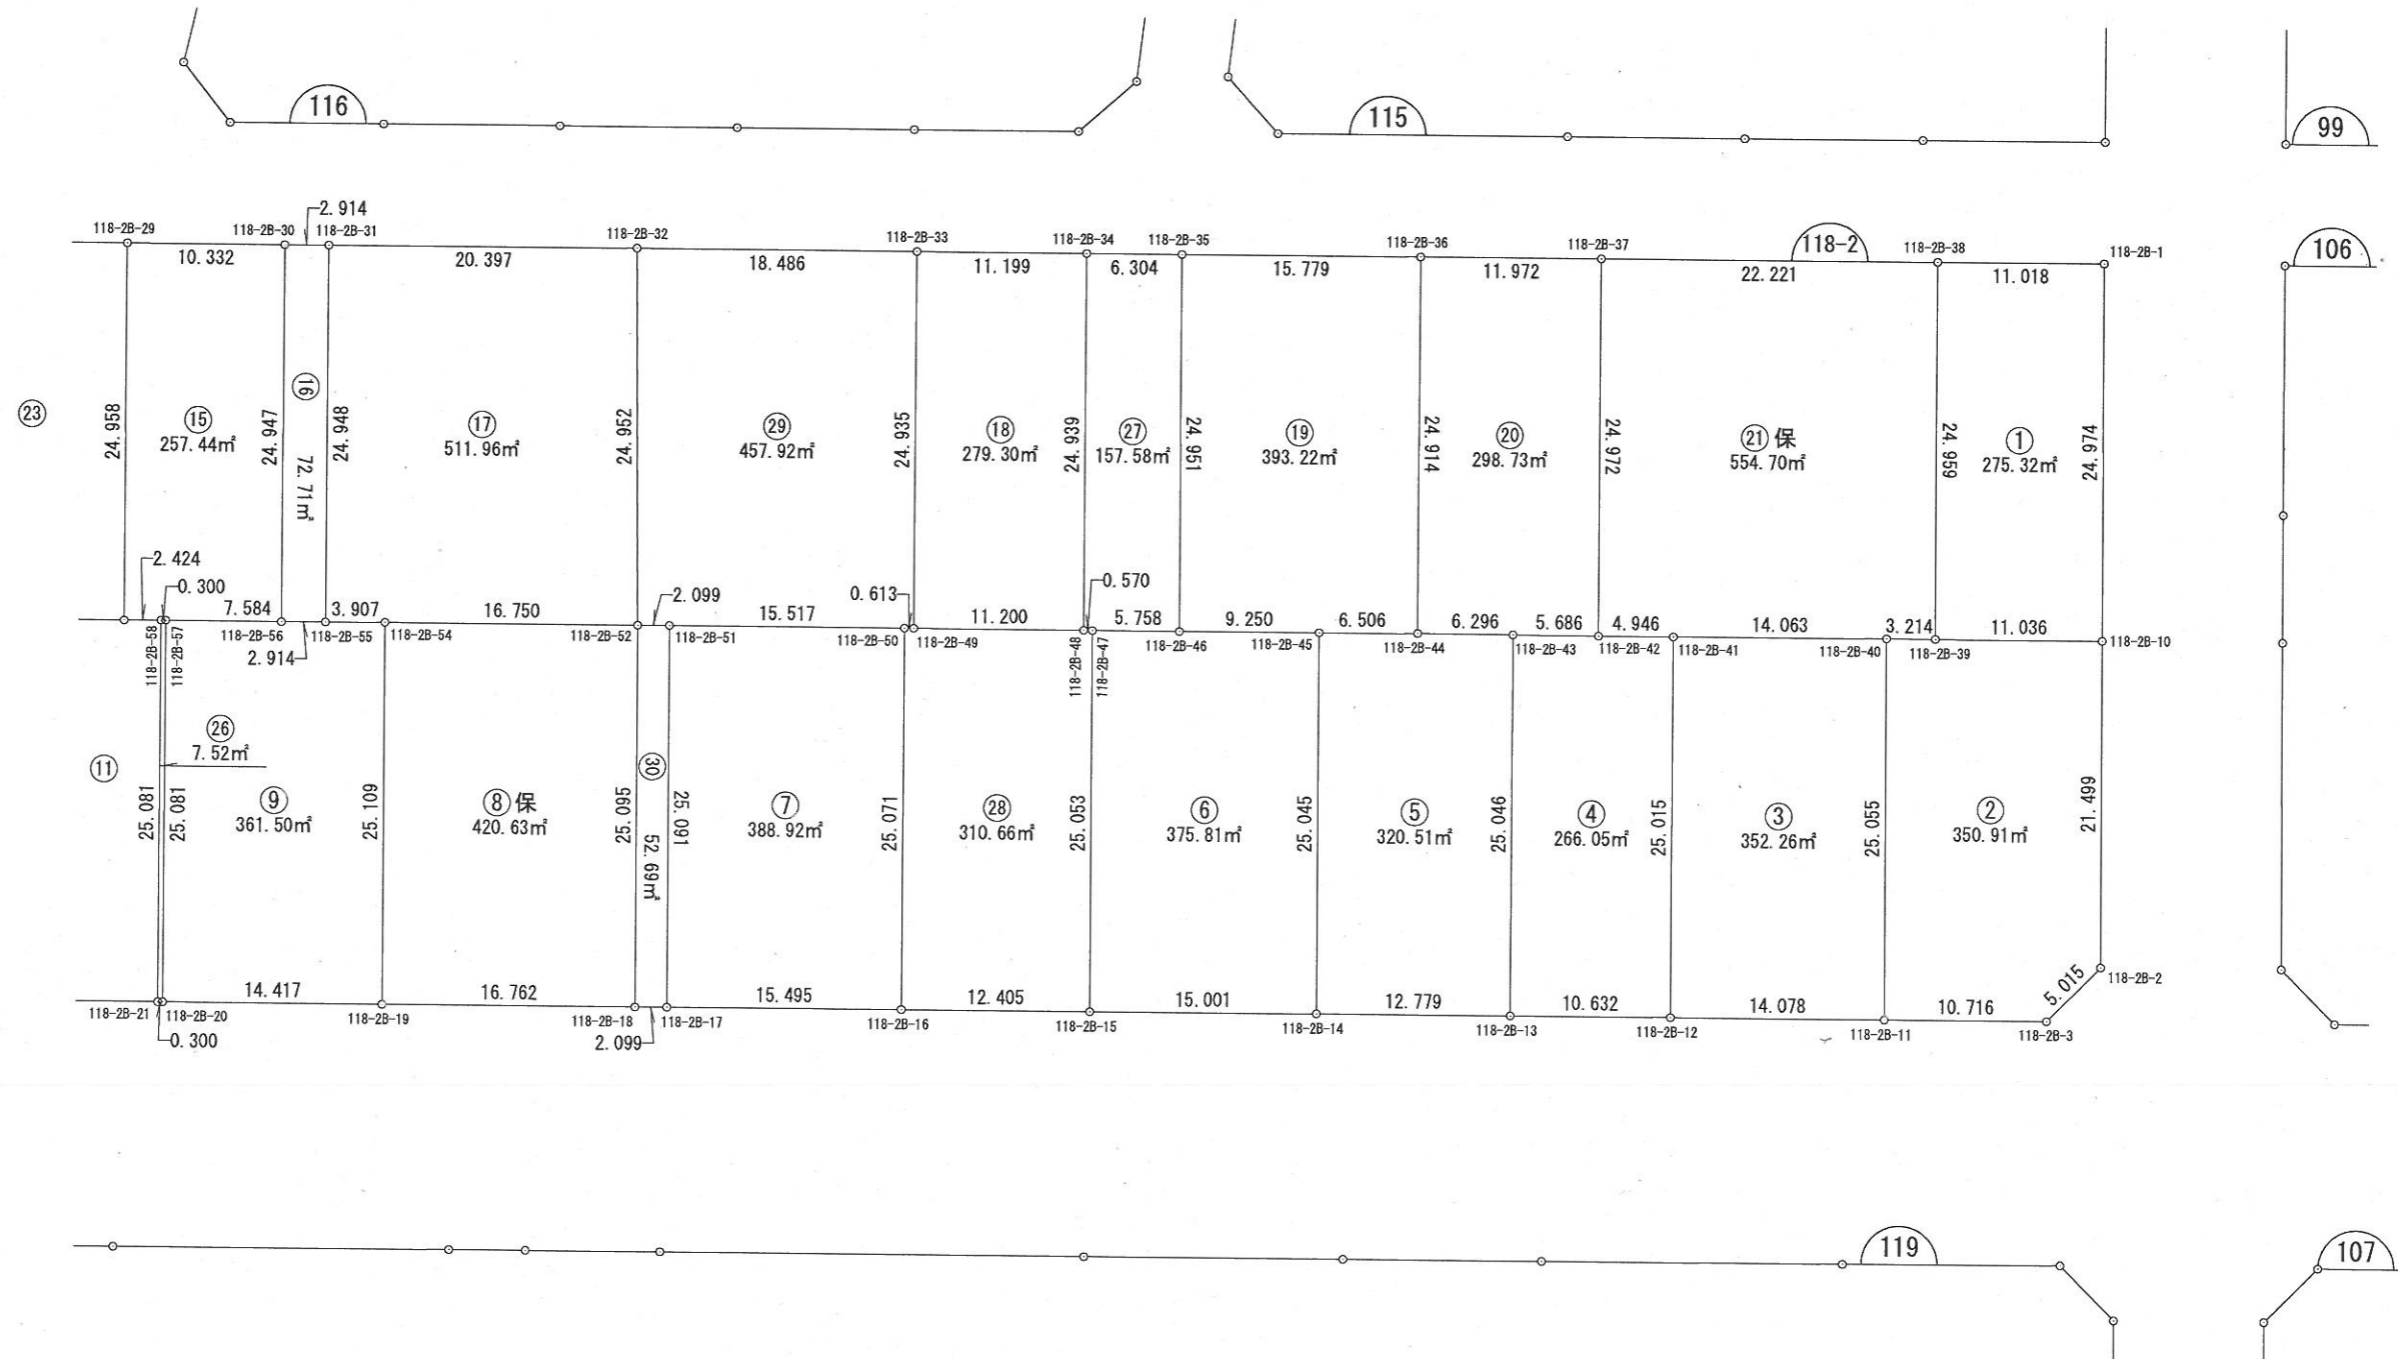 116
115
99
118-2
106
2.914
118-2B-29
118-2B-30
118-2B-31
118-2B-32
118-2B-33
118-2B-34
118-2B-35
118-2B-36
118-2B-37
118-2B-38
118-2B-1
10.332
20.397
18.486
11.199
6.304
15.779
11.972
22.221
11.018
㉓
24.958
⑮
257.44㎡
24.947
⑯
72.71㎡
24.948
⑰
511.96㎡
24.952
㉙
457.92㎡
24.935
⑱
279.30㎡
24.939
㉗
157.58㎡
24.951
⑲
393.22㎡
24.914
⑳
298.73㎡
24.972
㉑保
554.70㎡
24.959
①
275.32㎡
24.974
2.424
0.300
7.584
3.907
16.750
2.099
15.517
0.613
11.200
0.570
5.758
9.250
6.506
6.296
5.686
4.946
14.063
3.214
11.036
118-2B-58
118-2B-57
118-2B-56
2.914
118-2B-55
118-2B-54
118-2B-52
118-2B-51
118-2B-50
118-2B-49
118-2B-48
118-2B-47
118-2B-46
118-2B-45
118-2B-44
118-2B-43
118-2B-42
118-2B-41
118-2B-40
118-2B-39
118-2B-10
⑪
25.081
25.081
㉖
7.52㎡
⑨
361.50㎡
25.109
⑧保
420.63㎡
25.095
㉚
52.69㎡
25.091
⑦
388.92㎡
25.071
㉘
310.66㎡
25.053
⑥
375.81㎡
25.045
⑤
320.51㎡
25.046
④
266.05㎡
25.015
③
352.26㎡
25.055
②
350.91㎡
21.499
5.015
118-2B-2
14.417
16.762
15.495
12.405
15.001
12.779
10.632
14.078
10.716
118-2B-21
118-2B-20
0.300
118-2B-19
118-2B-18
2.099
118-2B-17
118-2B-16
118-2B-15
118-2B-14
118-2B-13
118-2B-12
118-2B-11
118-2B-3
119
107